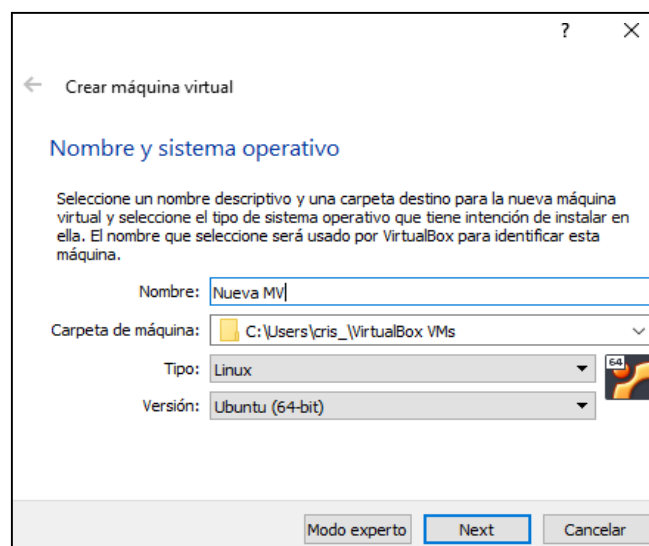 ?
Crear máquina virtual
Nombre y sistema operativo
Seleccione un nombre descriptivo y una carpeta destino para la nueva máquina
virtual y seleccione el tipo de sistema operativo que tiene intención de instalar en
ella. El nombre que seleccione será usado por VirtualBox para identificar esta
máquina.
Nombre: Nueva MV
Carpeta de máquina: C:\Users\cris_\VirtualBox VMs
Tipo: Linux
64
Versión: Ubuntu (64-bit)
Modo experto Next Cancelar